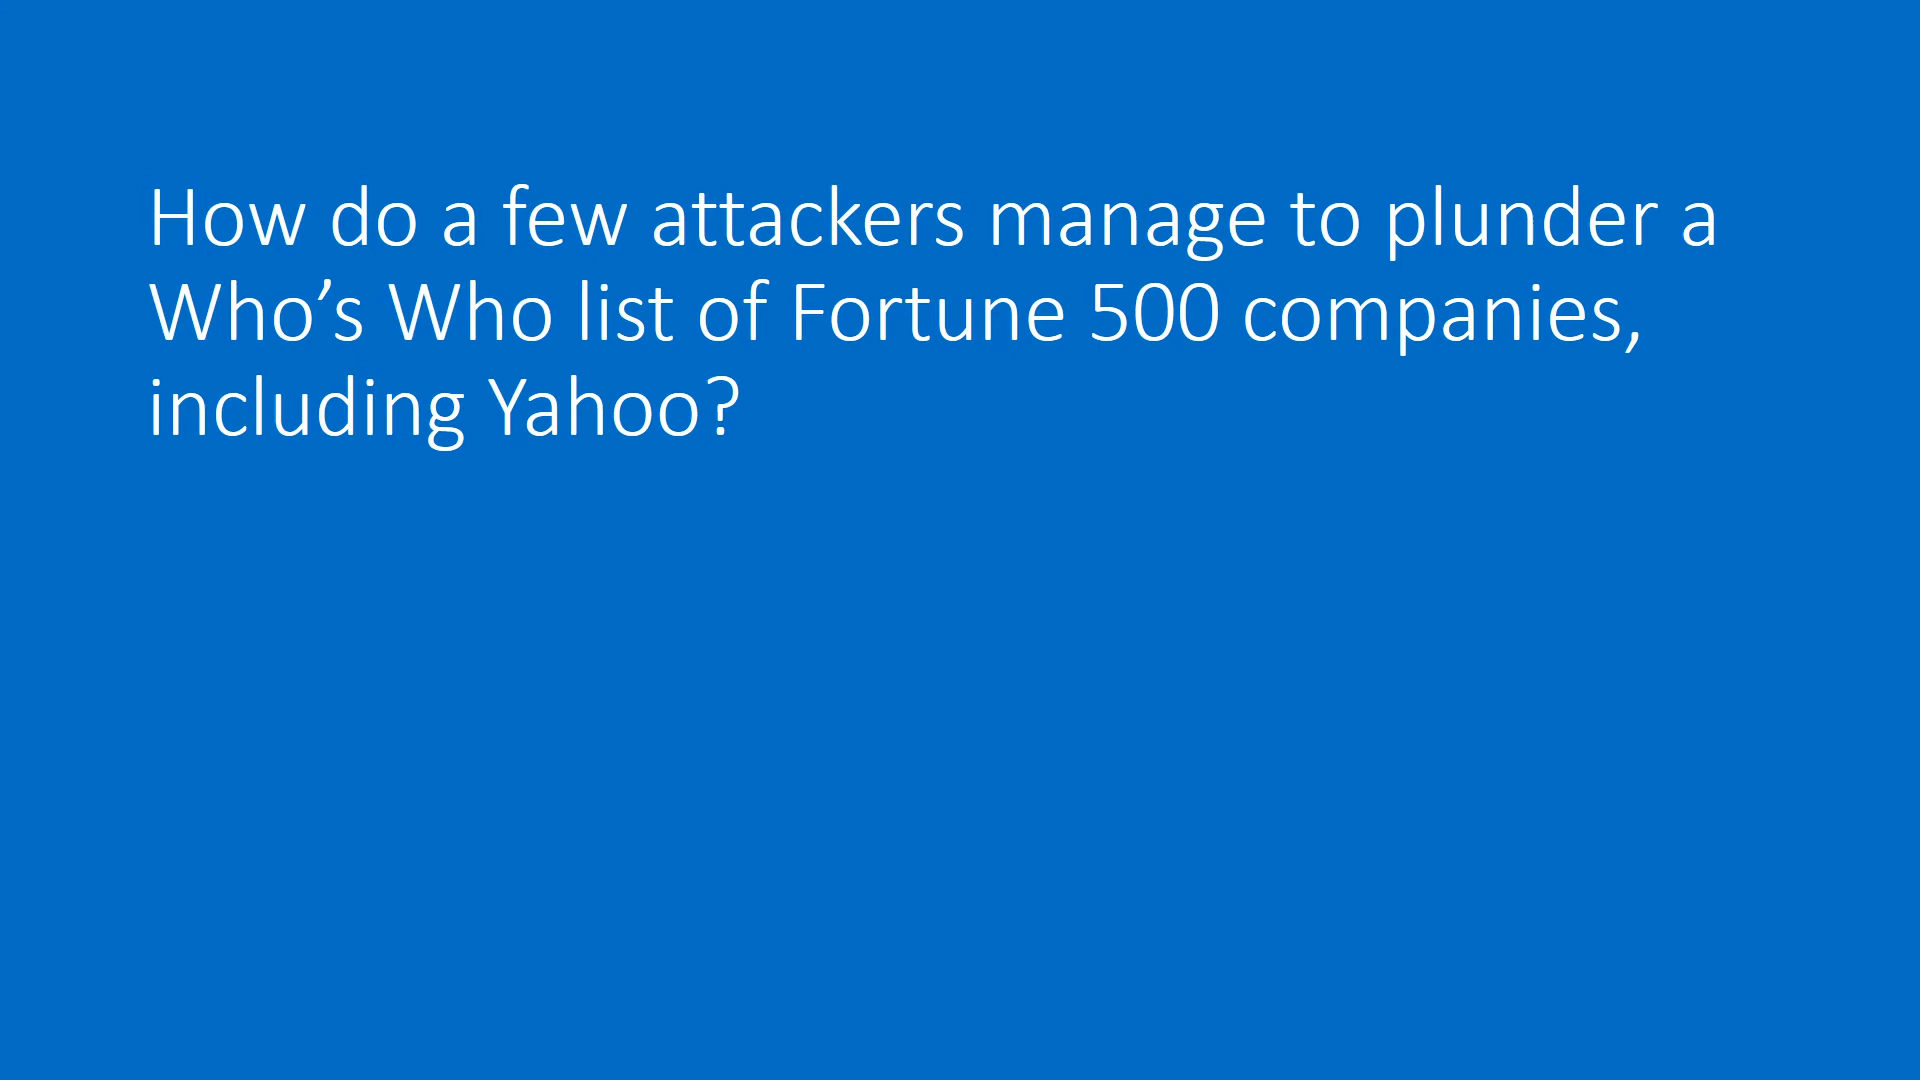 How do a few attackers manage to plunder a
Who’s Who list of Fortune 500 companies,
including Yahoo?